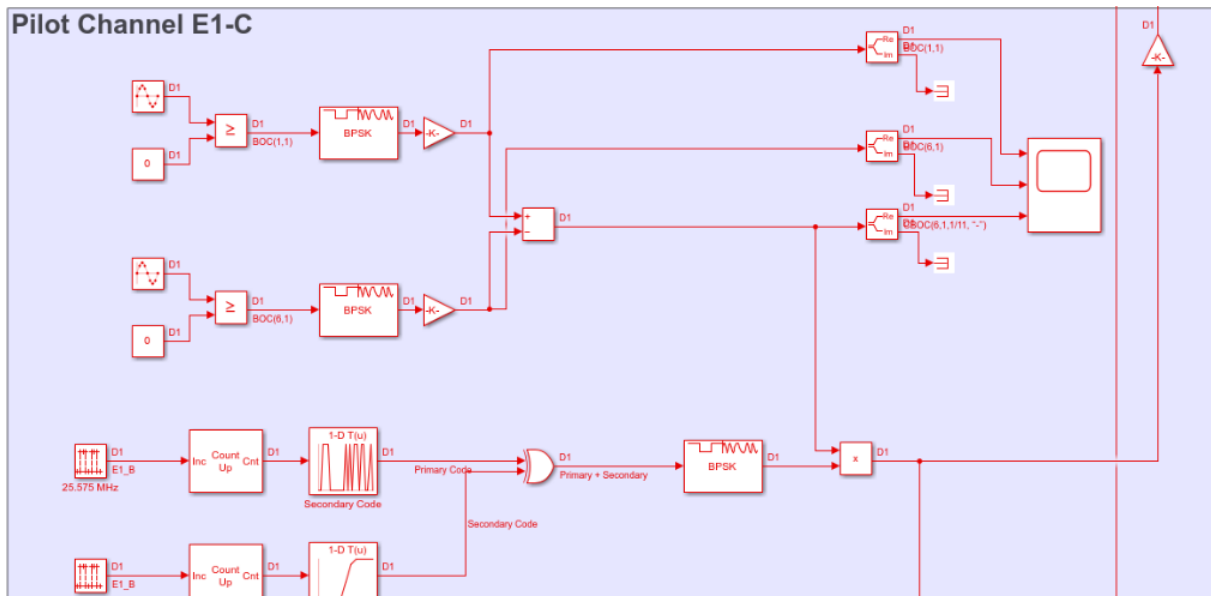 Pilot Channel E1-C
D1
D1
Re
D1
Im
BOC(1,1)
-K-
D1
D1
≥
D1
BOC(1,1)
BPSK
D1
-K-
D1
0
D1
D1
Re
D1
Im
BOC(6,1)
+
−
D1
D1
Re
D1
Im
CBOC(6,1,1/11, "-")
D1
D1
≥
D1
BOC(6,1)
BPSK
D1
-K-
D1
0
D1
D1
E1_B
25.575 MHz
Inc
Count
Up
Cnt
D1
1-D T(u)
D1
Primary Code
Secondary Code
D1
Primary + Secondary
BPSK
D1
x
D1
Secondary Code
D1
E1_B
Inc
Count
Up
Cnt
D1
1-D T(u)
D1